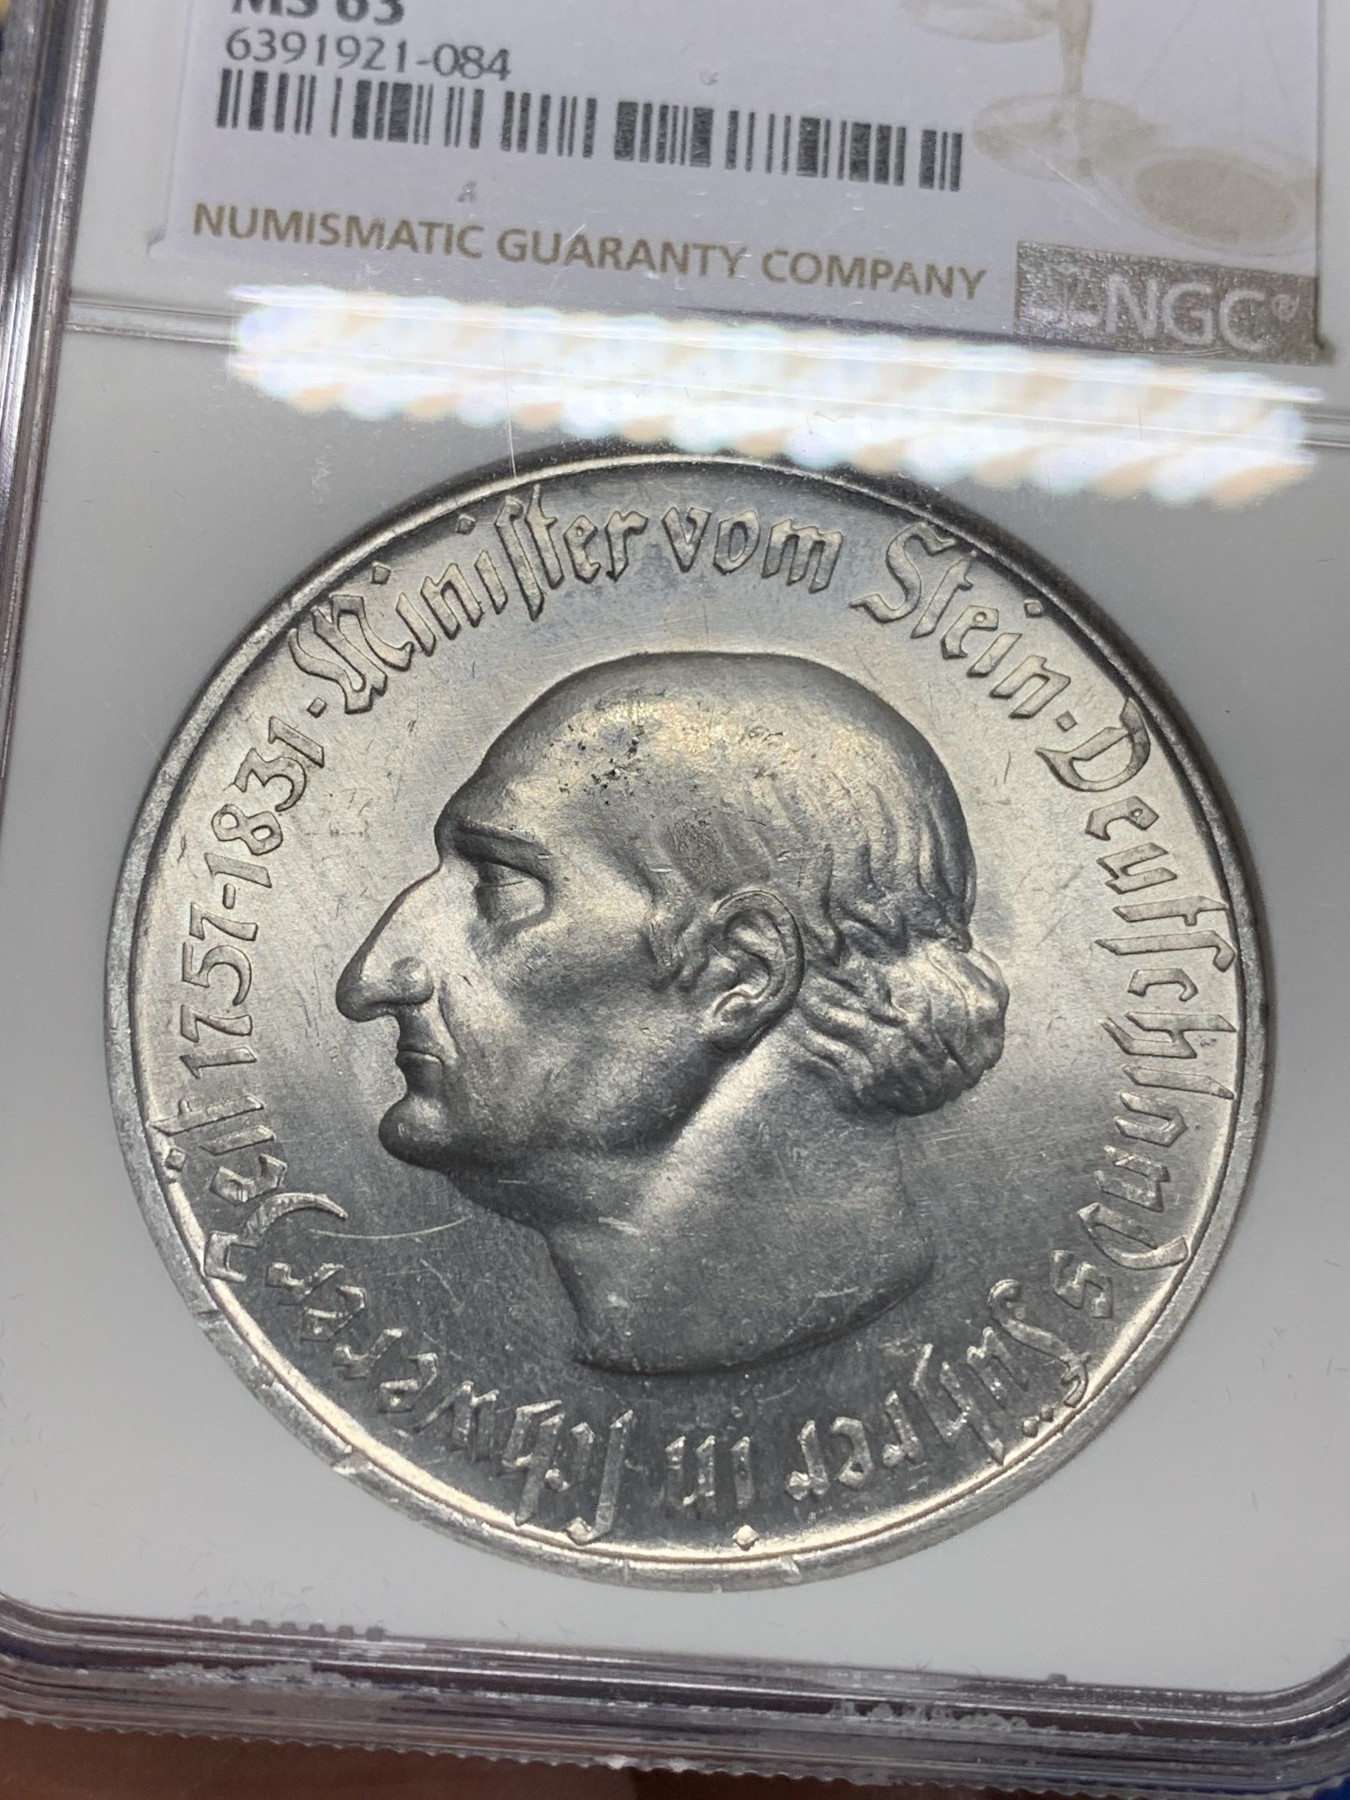 MS 63
6391921-084
NUMISMATIC GUARANTY COMPANY
NGC
Minister vom Stein · Deutschlands Führer in schwerer Zeit 1757-1831 ·